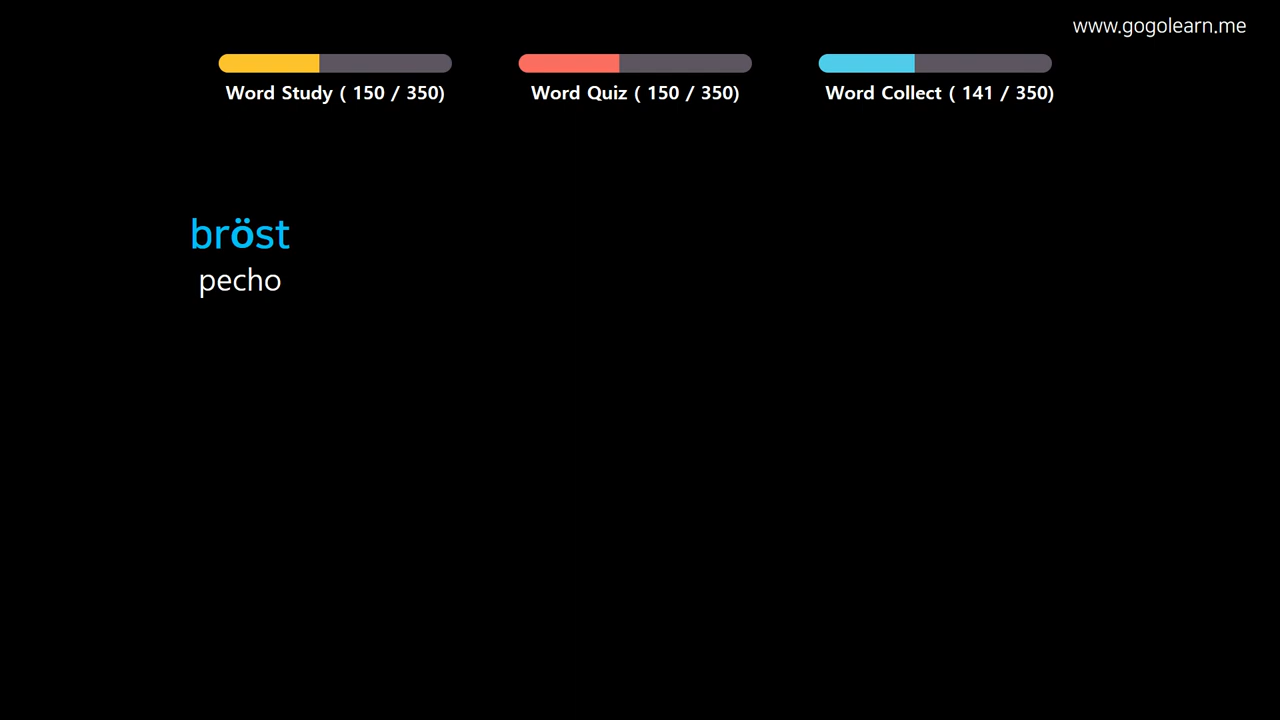 www.gogolearn.me
Word Study ( 150 / 350)
Word Quiz ( 150 / 350)
Word Collect ( 141 / 350)
bröst
pecho